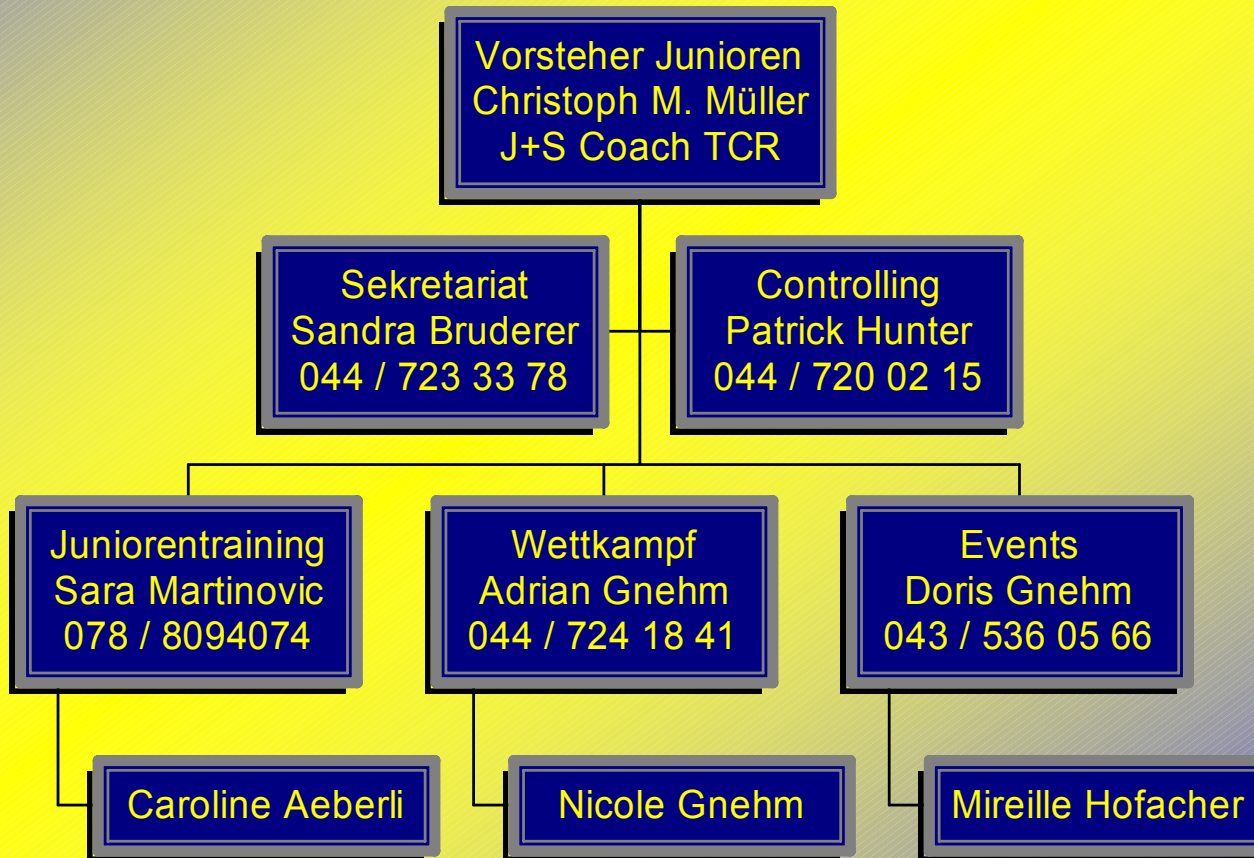 Vorsteher Junioren
Christoph M. Müller
J+S Coach TCR
Sekretariat
Sandra Bruderer
044 / 723 33 78
Controlling
Patrick Hunter
044 / 720 02 15
Juniorentraining
Sara Martinovic
078 / 8094074
Wettkampf
Adrian Gnehm
044 / 724 18 41
Events
Doris Gnehm
043 / 536 05 66
Caroline Aeberli
Nicole Gnehm
Mireille Hofacher